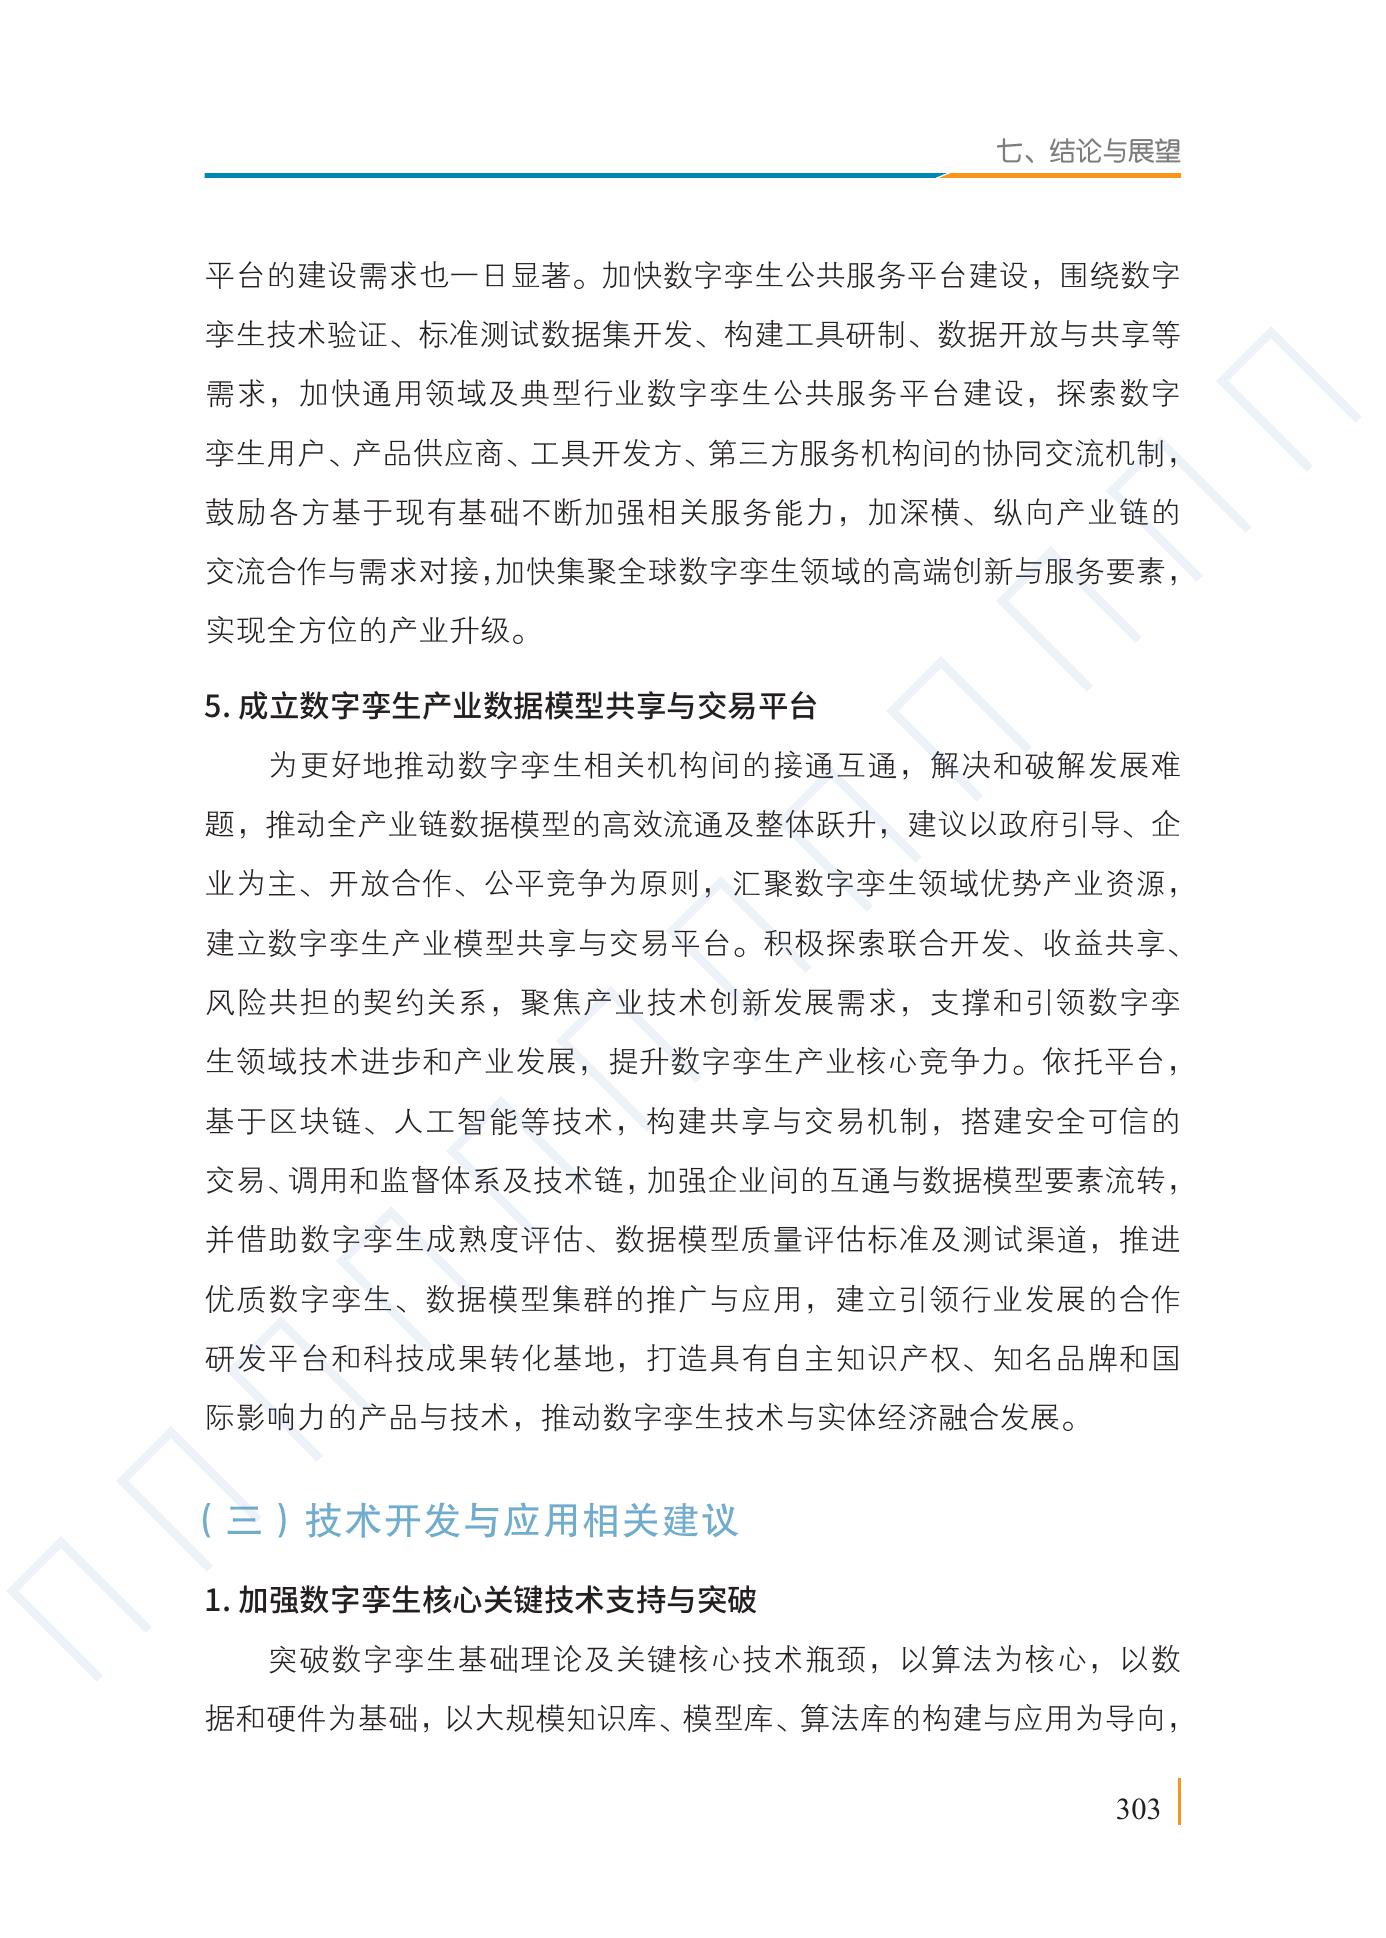 七、结论与展望
平台的建设需求也一日显著。加快数字孪生公共服务平台建设，围绕数字
孪生技术验证、标准测试数据集开发、构建工具研制、数据开放与共享等
需求，加快通用领域及典型行业数字孪生公共服务平台建设，探索数字
孪生用户、产品供应商、工具开发方、第三方服务机构间的协同交流机制，
鼓励各方基于现有基础不断加强相关服务能力，加深横、纵向产业链的
交流合作与需求对接，加快集聚全球数字孪生领域的高端创新与服务要素，
实现全方位的产业升级。
5. 成立数字孪生产业数据模型共享与交易平台
为更好地推动数字孪生相关机构间的接通互通，解决和破解发展难
题，推动全产业链数据模型的高效流通及整体跃升，建议以政府引导、企
业为主、开放合作、公平竞争为原则，汇聚数字孪生领域优势产业资源，
建立数字孪生产业模型共享与交易平台。积极探索联合开发、收益共享、
风险共担的契约关系，聚焦产业技术创新发展需求，支撑和引领数字孪
生领域技术进步和产业发展，提升数字孪生产业核心竞争力。依托平台，
基于区块链、人工智能等技术，构建共享与交易机制，搭建安全可信的
交易、调用和监督体系及技术链，加强企业间的互通与数据模型要素流转，
并借助数字孪生成熟度评估、数据模型质量评估标准及测试渠道，推进
优质数字孪生、数据模型集群的推广与应用，建立引领行业发展的合作
研发平台和科技成果转化基地，打造具有自主知识产权、知名品牌和国
际影响力的产品与技术，推动数字孪生技术与实体经济融合发展。
（三）技术开发与应用相关建议
1. 加强数字孪生核心关键技术支持与突破
突破数字孪生基础理论及关键核心技术瓶颈，以算法为核心，以数
据和硬件为基础，以大规模知识库、模型库、算法库的构建与应用为导向，
303